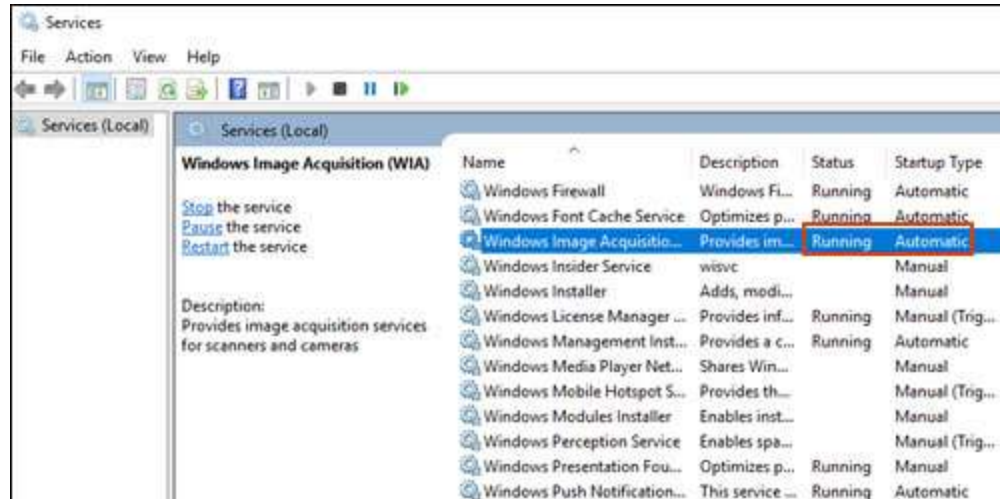 Services
File Action View Help
Services (Local)
Services (Local)
Windows Image Acquisition (WIA)
Stop the service
Pause the service
Restart the service
Description:
Provides image acquisition services
for scanners and cameras
Name Description Status Startup Type
Windows Firewall Windows Fi... Running Automatic
Windows Font Cache Service Optimizes p... Running Automatic
Windows Image Acquisitio... Provides im... Running Automatic
Windows Insider Service wisvc Manual
Windows Installer Adds, modi... Manual
Windows License Manager ... Provides inf... Running Manual (Trig...
Windows Management Inst... Provides a c... Running Automatic
Windows Media Player Net... Shares Win... Manual
Windows Mobile Hotspot S... Provides th... Manual (Trig...
Windows Modules Installer Enables inst... Manual
Windows Perception Service Enables spa... Manual (Trig...
Windows Presentation Fou... Optimizes p... Running Manual
Windows Push Notification... This service ... Running Automatic